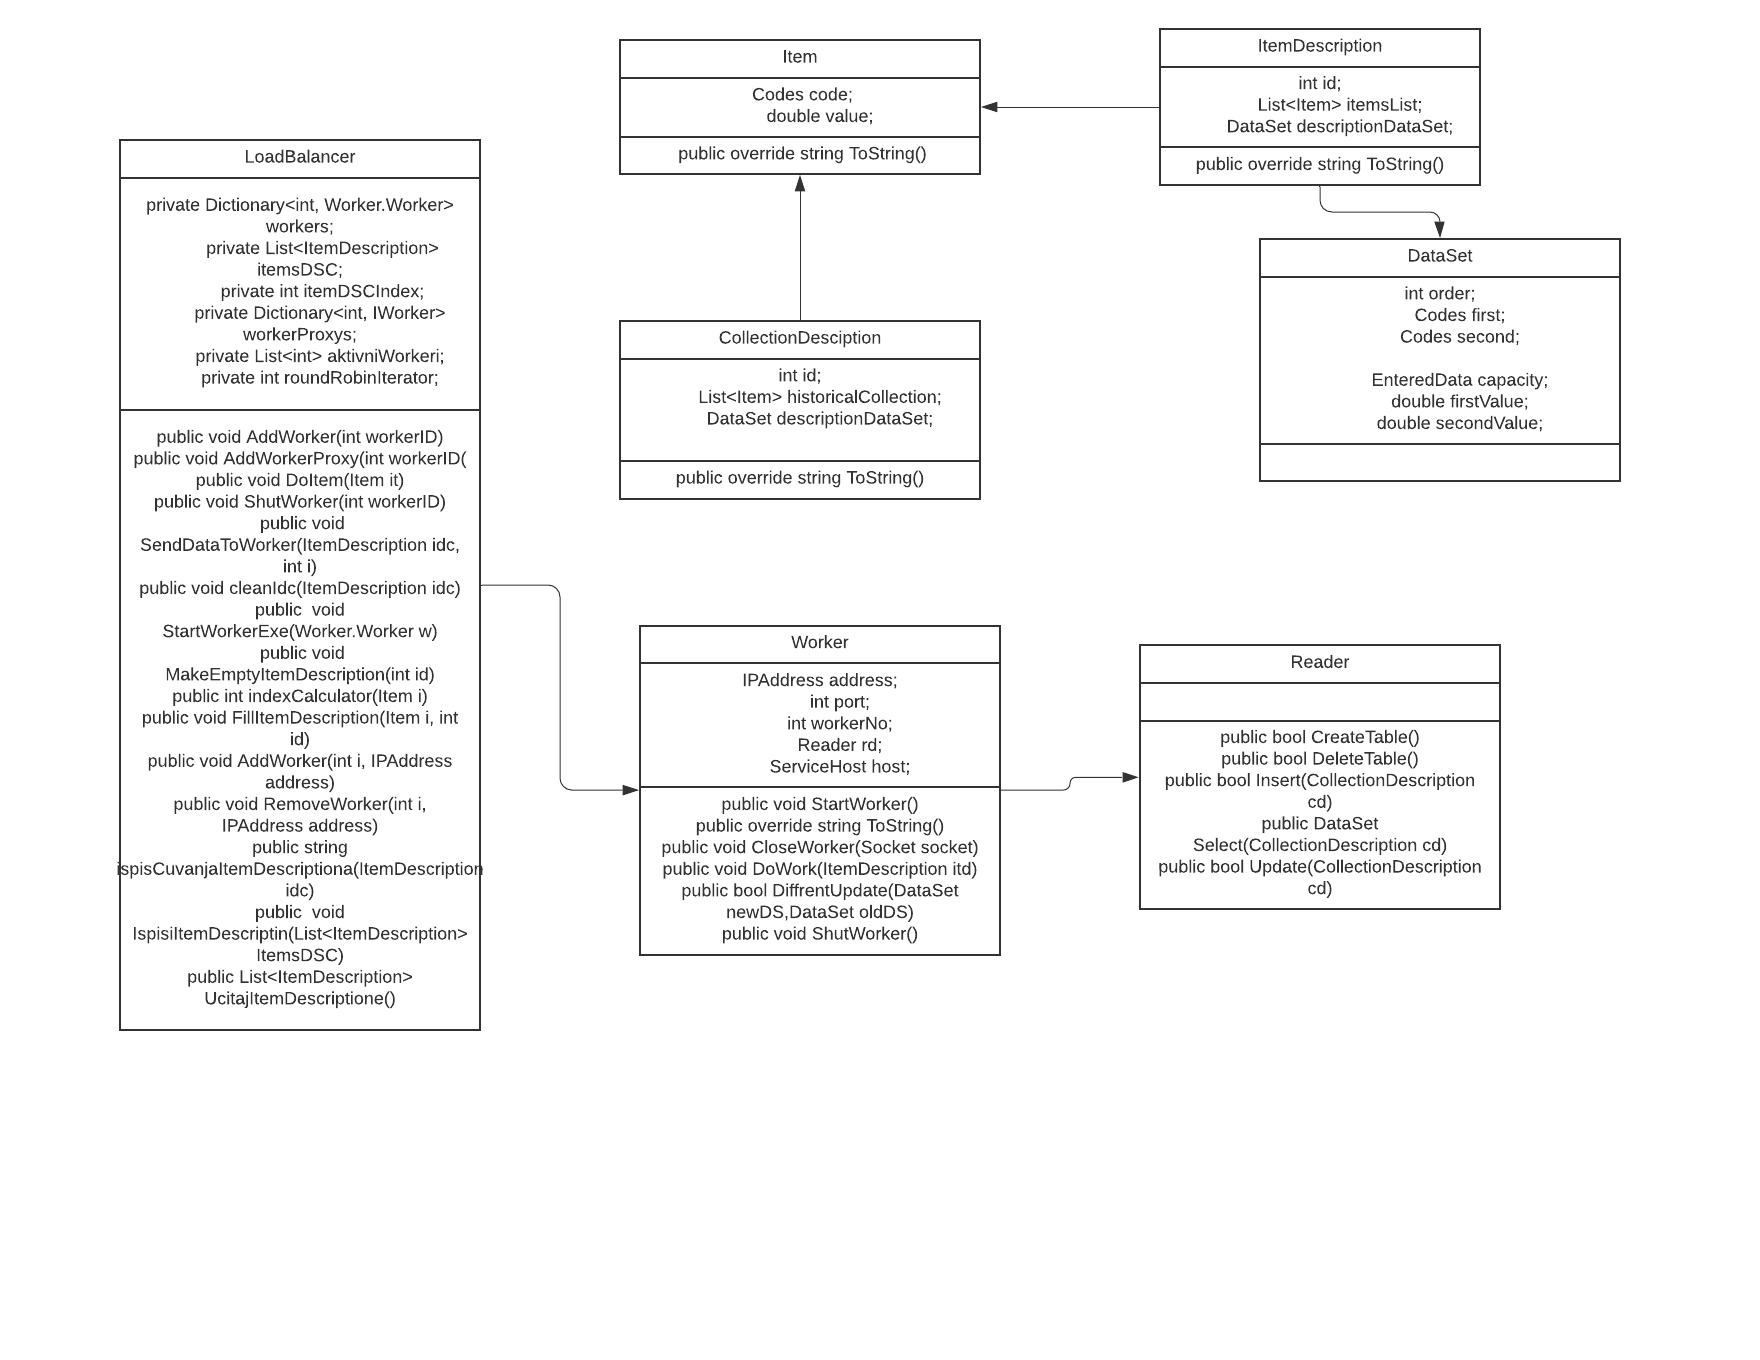 LoadBalancer
private Dictionary<int, Worker.Worker>
workers;
private List<ItemDescription>
itemsDSC;
private int itemDSCIndex;
private Dictionary<int, IWorker>
workerProxys;
private List<int> aktivniWorkeri;
private int roundRobinIterator;
public void AddWorker(int workerID)
public void AddWorkerProxy(int workerID(
public void DoItem(Item it)
public void ShutWorker(int workerID)
public void
SendDataToWorker(ItemDescription idc,
int i)
public void cleanIdc(ItemDescription idc)
public  void
StartWorkerExe(Worker.Worker w)
public void
MakeEmptyItemDescription(int id)
public int indexCalculator(Item i)
public void FillItemDescription(Item i, int
id)
public void AddWorker(int i, IPAddress
address)
public void RemoveWorker(int i,
IPAddress address)
public string
ispisCuvanjaItemDescriptiona(ItemDescription
idc)
public  void
IspisiItemDescriptin(List<ItemDescription>
ItemsDSC)
public List<ItemDescription>
UcitajItemDescriptione()
Item
Codes code;
double value;
public override string ToString()
ItemDescription
int id;
List<Item> itemsList;
DataSet descriptionDataSet;
public override string ToString()
DataSet
int order;
Codes first;
Codes second;
EnteredData capacity;
double firstValue;
double secondValue;
CollectionDesciption
int id;
List<Item> historicalCollection;
DataSet descriptionDataSet;
public override string ToString()
Worker
IPAddress address;
int port;
int workerNo;
Reader rd;
ServiceHost host;
public void StartWorker()
public override string ToString()
public void CloseWorker(Socket socket)
public void DoWork(ItemDescription itd)
public bool DiffrentUpdate(DataSet
newDS,DataSet oldDS)
public void ShutWorker()
Reader
public bool CreateTable()
public bool DeleteTable()
public bool Insert(CollectionDescription
cd)
public DataSet
Select(CollectionDescription cd)
public bool Update(CollectionDescription
cd)